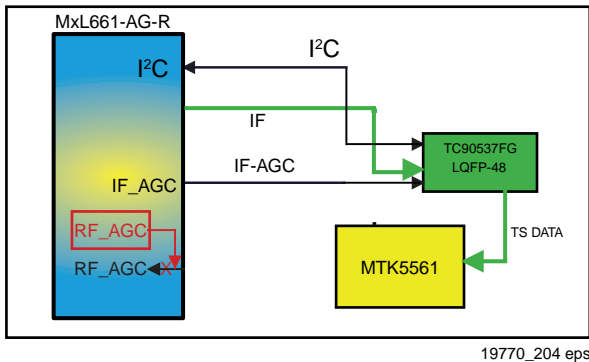 MxL661-AG-R
I²C
I²C
IF
IF_AGC
IF-AGC
RF_AGC
RF_AGC
X
TC90537FG
LQFP-48
TS DATA
MTK5561
19770_204 eps